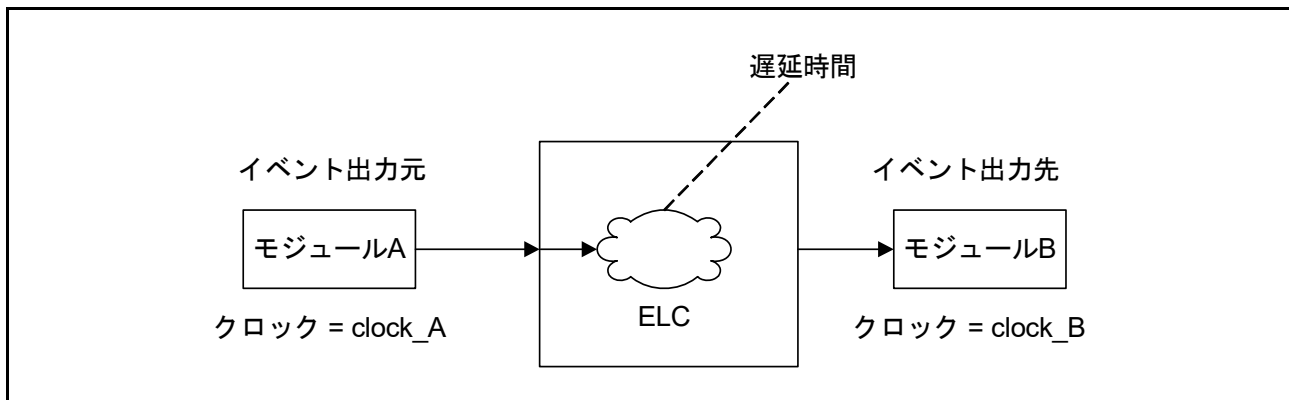 遅延時間
イベント出力元
イベント出力先
モジュールA
モジュールB
ELC
クロック = clock_A
クロック = clock_B